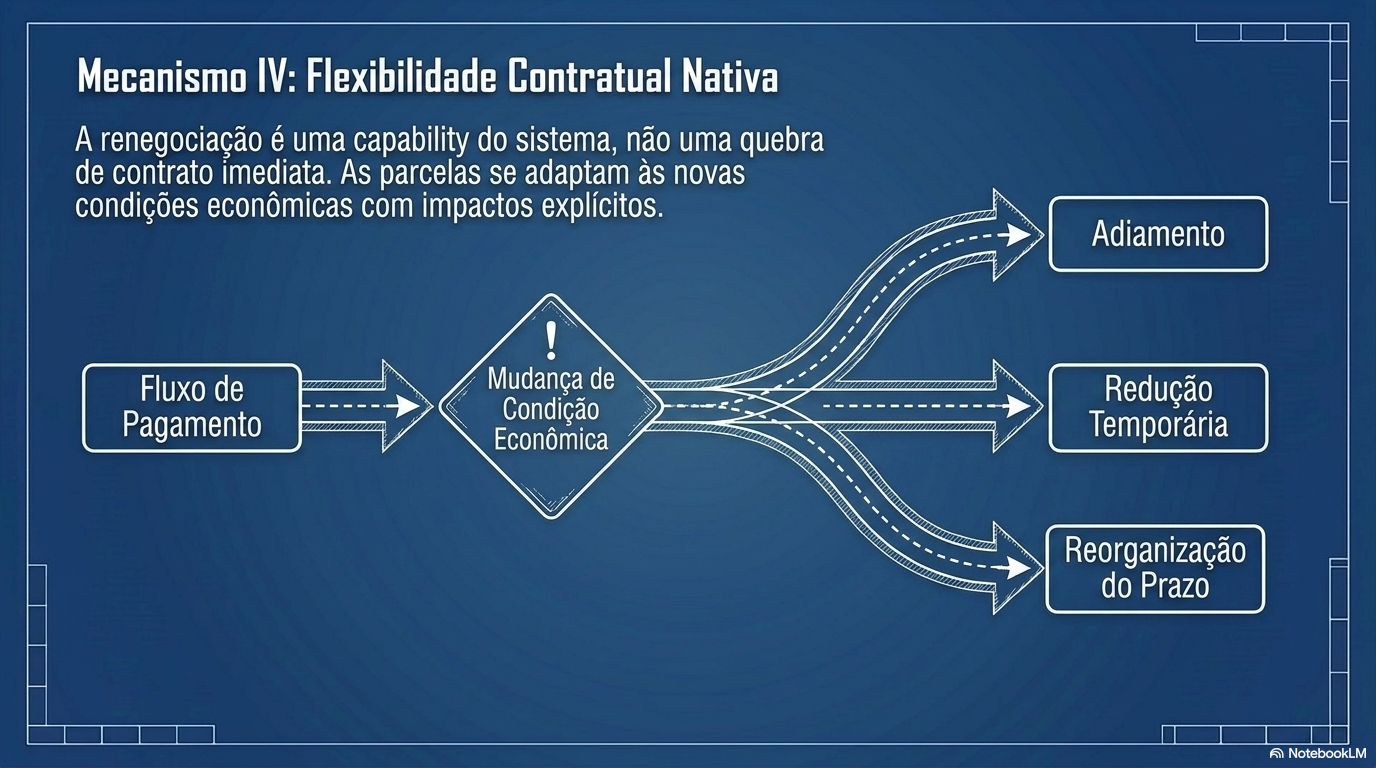 Mecanismo IV: Flexibilidade Contratual Nativa
A renegociação é uma capability do sistema, não uma quebra
de contrato imediata. As parcelas se adaptam às novas
condições econômicas com impactos explícitos.
Fluxo de
Pagamento
!
Mudança de
Condição
Econômica
Adiamento
Redução
Temporária
Reorganização
do Prazo
NotebookLM